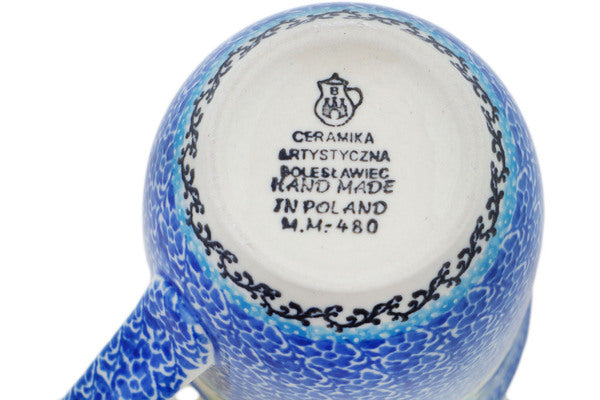 B
CERAMIKA
ARTYSTYCZNA
BOLESŁAWIEC
HAND MADE
IN POLAND
M.M-480